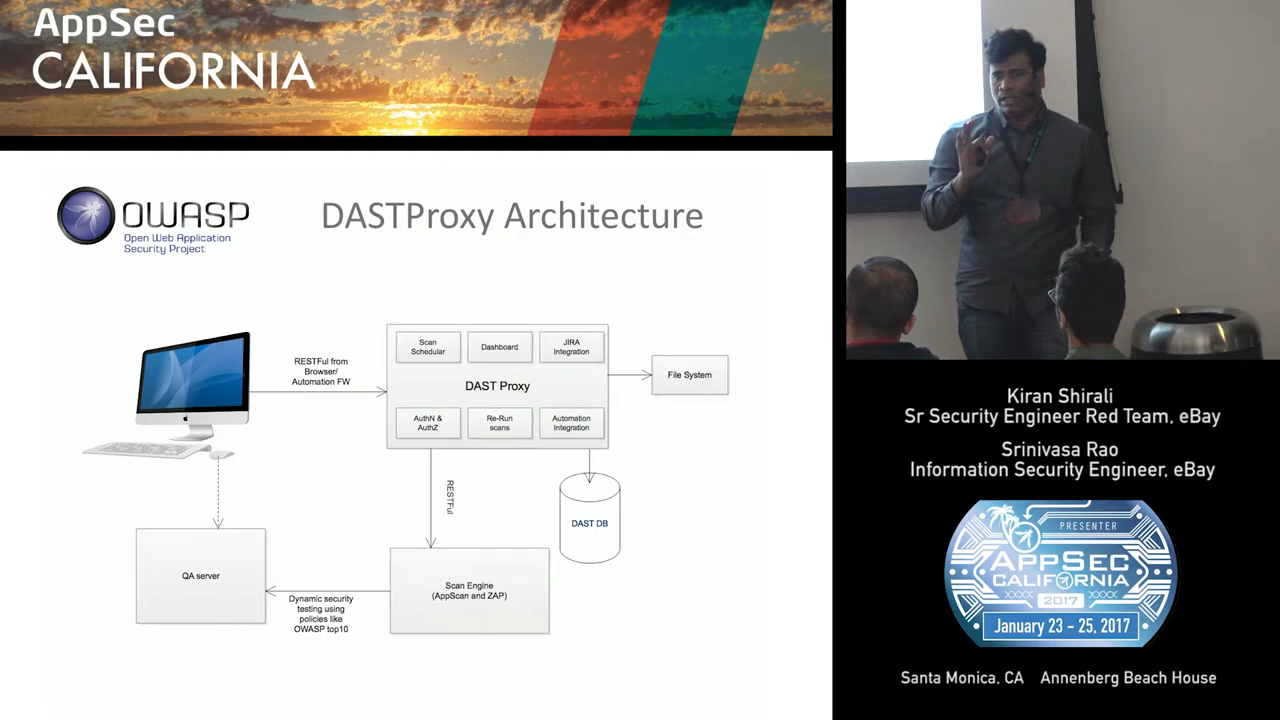 AppSec
CALIFORNIA
OWASP
Open Web Application
Security Project
DASTProxy Architecture
RESTFul from
Browser/
Automation FW
Scan
Schedular
Dashboard
JIRA
Integration
DAST Proxy
AuthN &
AuthZ
Re-Run
scans
Automation
Integration
File System
RESTFul
DAST DB
QA server
Scan Engine
(AppScan and ZAP)
Dynamic security
testing using
policies like
OWASP top10
Kiran Shirali
Sr Security Engineer Red Team, eBay
Srinivasa Rao
Information Security Engineer, eBay
PRESENTER
APPSEC
CALIFORNIA
2017
January 23 - 25, 2017
Santa Monica, CA Annenberg Beach House